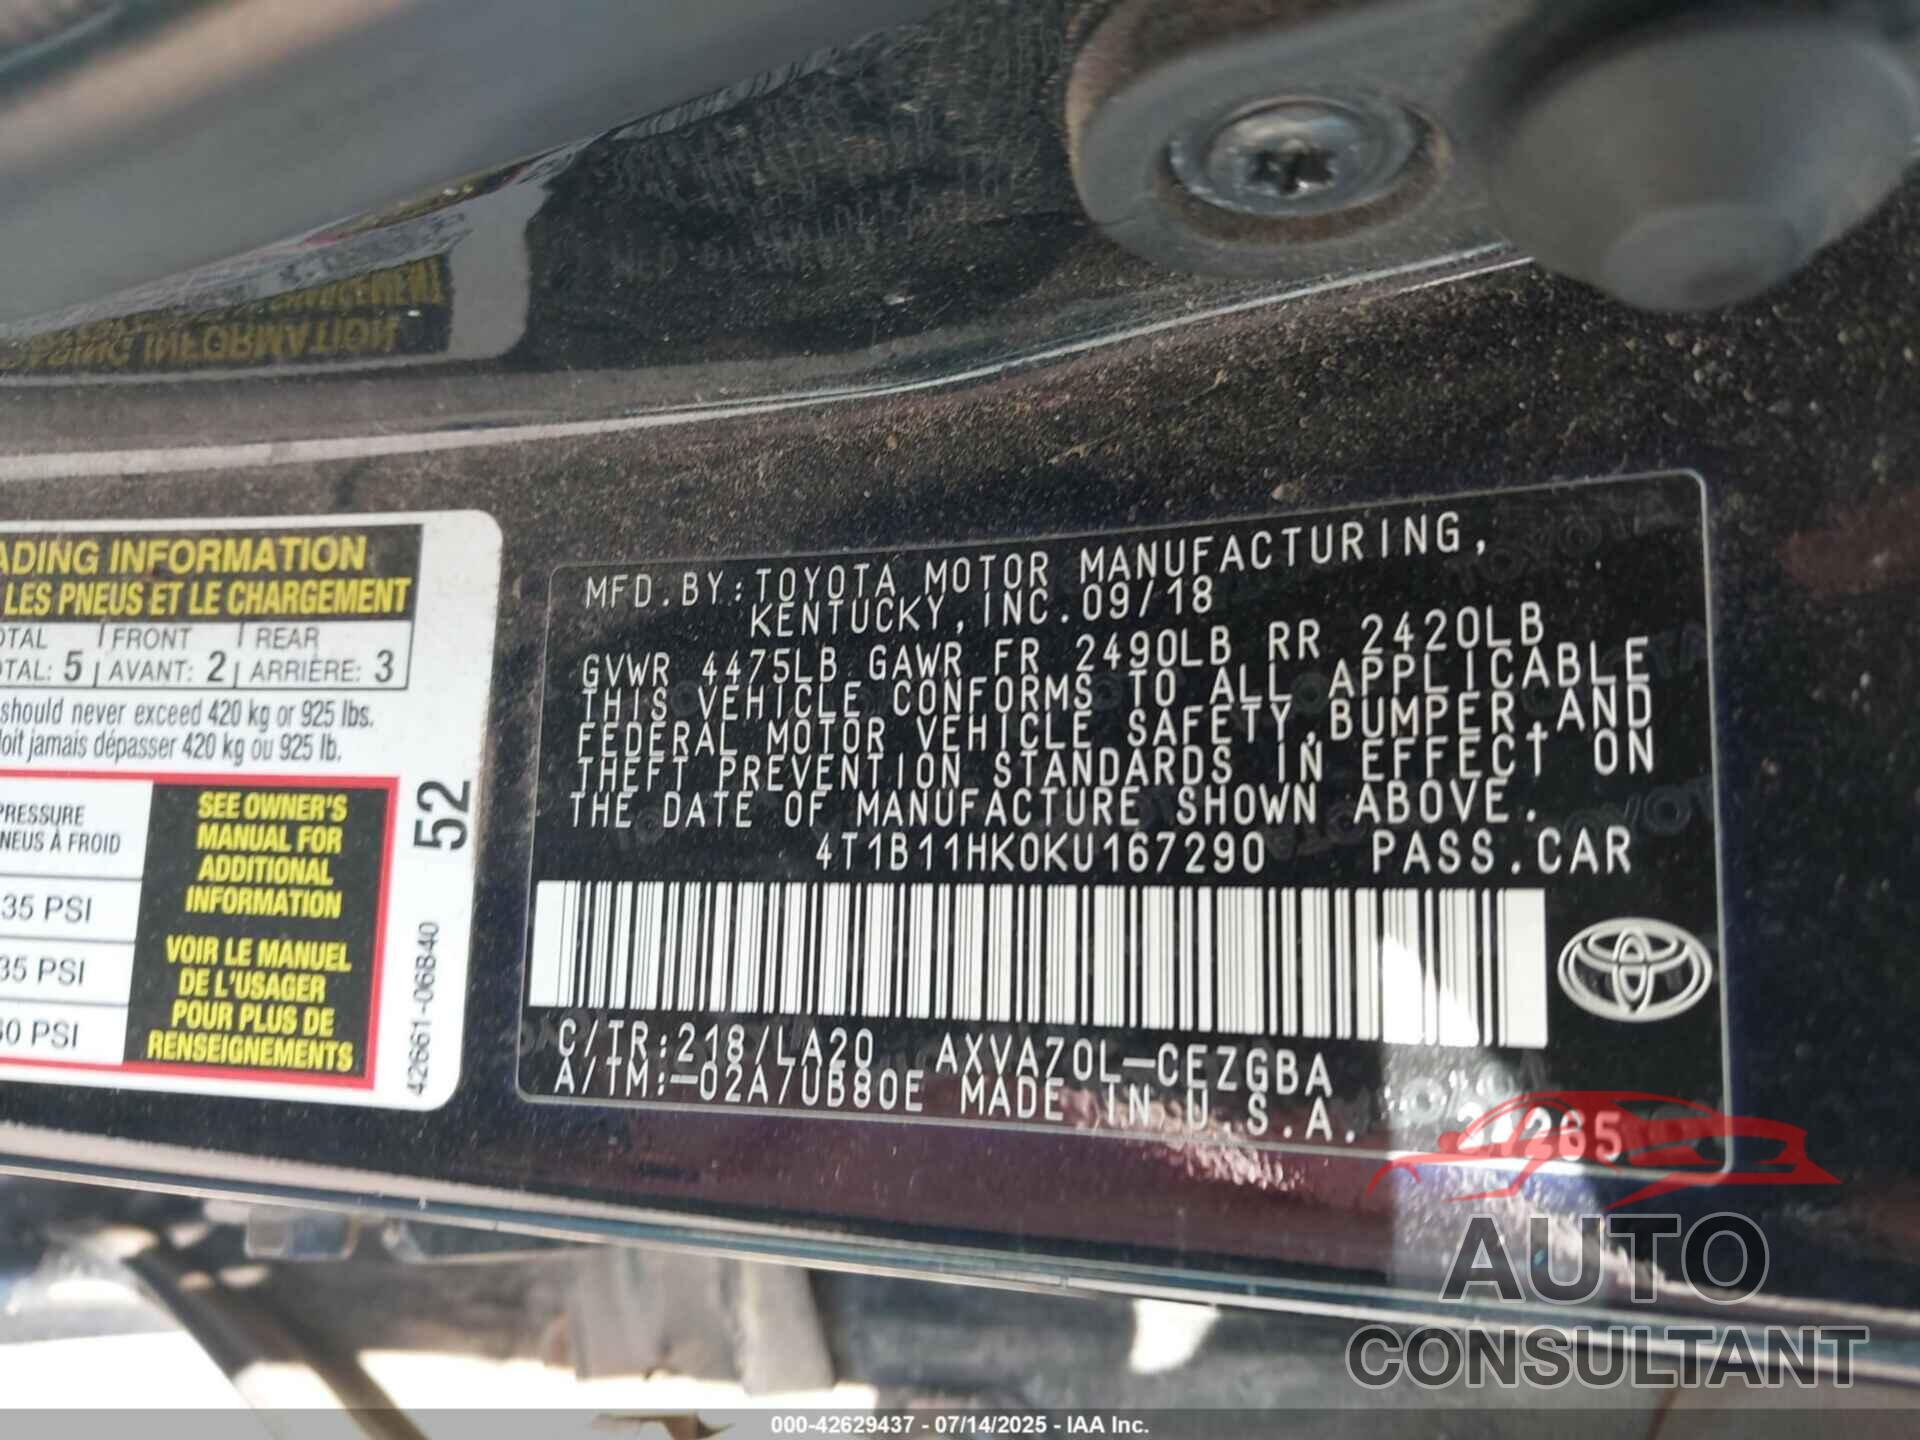 ADING INFORMATION
LES PNEUS ET LE CHARGEMENT
OTAL FRONT REAR
OTAL: 5 AVANT: 2 ARRIÈRE: 3
should never exceed 420 kg or 925 lbs.
doit jamais dépasser 420 kg ou 925 lb.
PRESSURE
NEUS À FROID
35 PSI
35 PSI
60 PSI
SEE OWNER'S
MANUAL FOR
ADDITIONAL
INFORMATION
VOIR LE MANUEL
DE L'USAGER
POUR PLUS DE
RENSEIGNEMENTS
52
42661-06B40
MFD.BY:TOYOTA MOTOR MANUFACTURING,
KENTUCKY,INC.09/18
GVWR 4475LB GAWR FR 2490LB RR 2420LB
THIS VEHICLE CONFORMS TO ALL APPLICABLE
FEDERAL MOTOR VEHICLE SAFETY,BUMPER,AND
THEFT PREVENTION STANDARDS IN EFFECT ON
THE DATE OF MANUFACTURE SHOWN ABOVE.
4T1B11HK0KU167290 PASS.CAR
C/TR:218/LA20 AXVA70L-CEZGBA
A/TM:-02A/UB80E MADE IN U.S.A.
AUTO
CONSULTANT
000-42629437 - 07/14/2025 - IAA Inc.